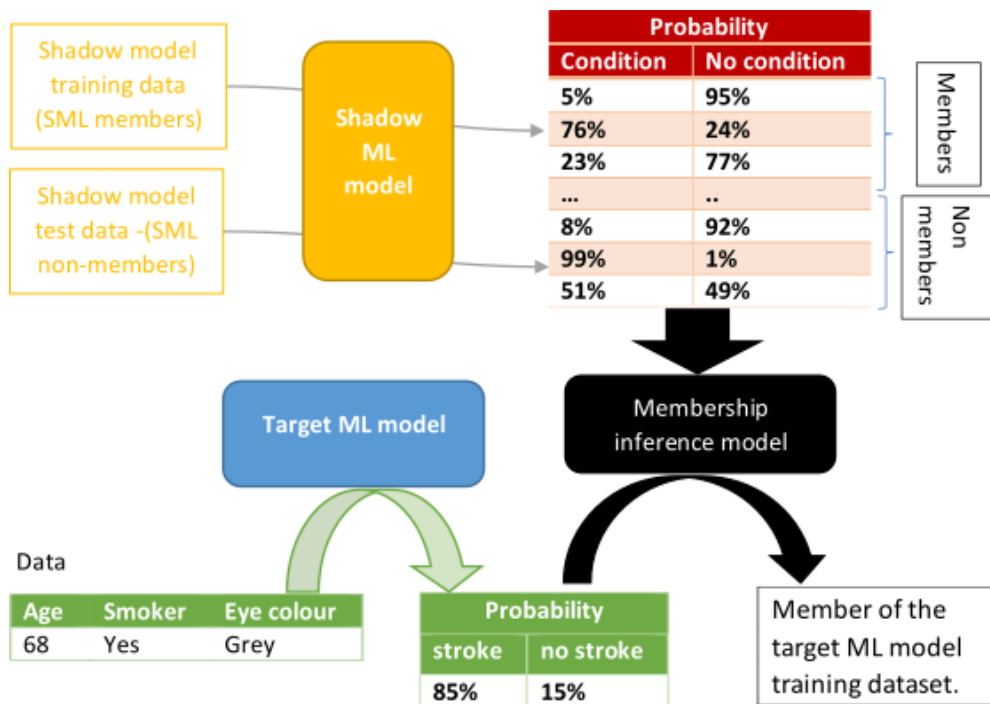 Shadow model
training data
(SML members)
Shadow model
test data -(SML
non-members)
Shadow
ML
model
Probability
Condition No condition
5% 95%
76% 24%
23% 77%
... ..
8% 92%
99% 1%
51% 49%
Members
Non
members
Target ML model
Membership
inference model
Data
Age Smoker Eye colour
68 Yes Grey
Probability
stroke no stroke
85% 15%
Member of the
target ML model
training dataset.